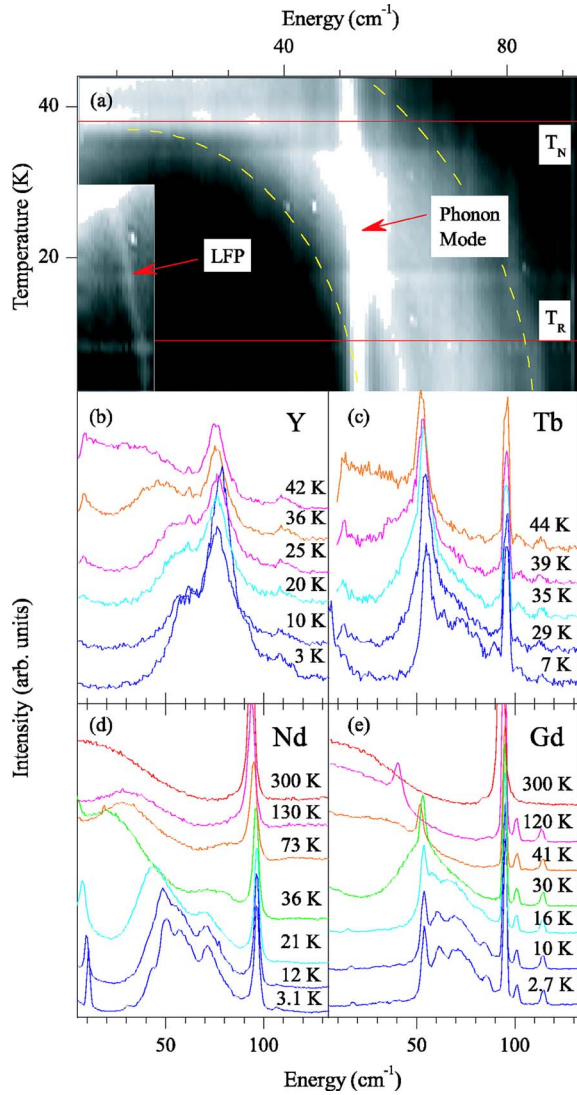 Energy (cm-1)
40
80
(a)
40
20
Temperature (K)
TN
Phonon
Mode
LFP
TR
(b)
Y
42 K
36 K
25 K
20 K
10 K
3 K
(c)
Tb
44 K
39 K
35 K
29 K
7 K
Intensity (arb. units)
(d)
Nd
300 K
130 K
73 K
36 K
21 K
12 K
3.1 K
(e)
Gd
300 K
120 K
41 K
30 K
16 K
10 K
2.7 K
50
100
50
100
Energy (cm-1)